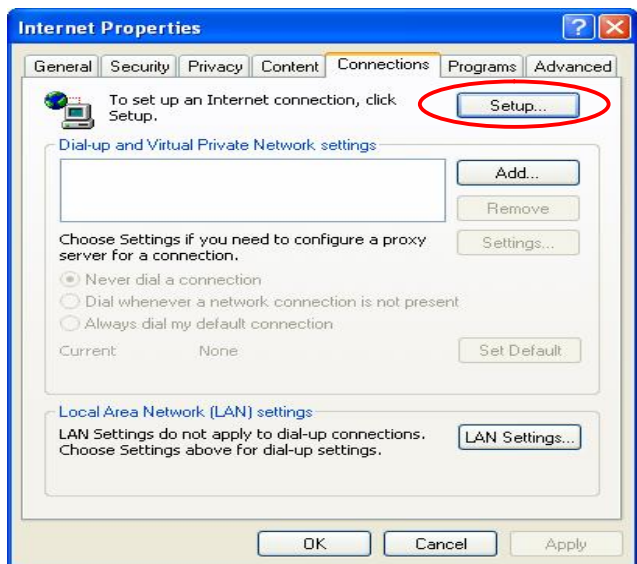 Internet Properties
General Security Privacy Content Connections Programs Advanced
To set up an Internet connection, click
Setup.
Setup...
Dial-up and Virtual Private Network settings
Add...
Remove
Choose Settings if you need to configure a proxy
server for a connection.
Settings...
Never dial a connection
Dial whenever a network connection is not present
Always dial my default connection
Current None
Set Default
Local Area Network (LAN) settings
LAN Settings do not apply to dial-up connections.
Choose Settings above for dial-up settings.
LAN Settings...
OK Cancel Apply